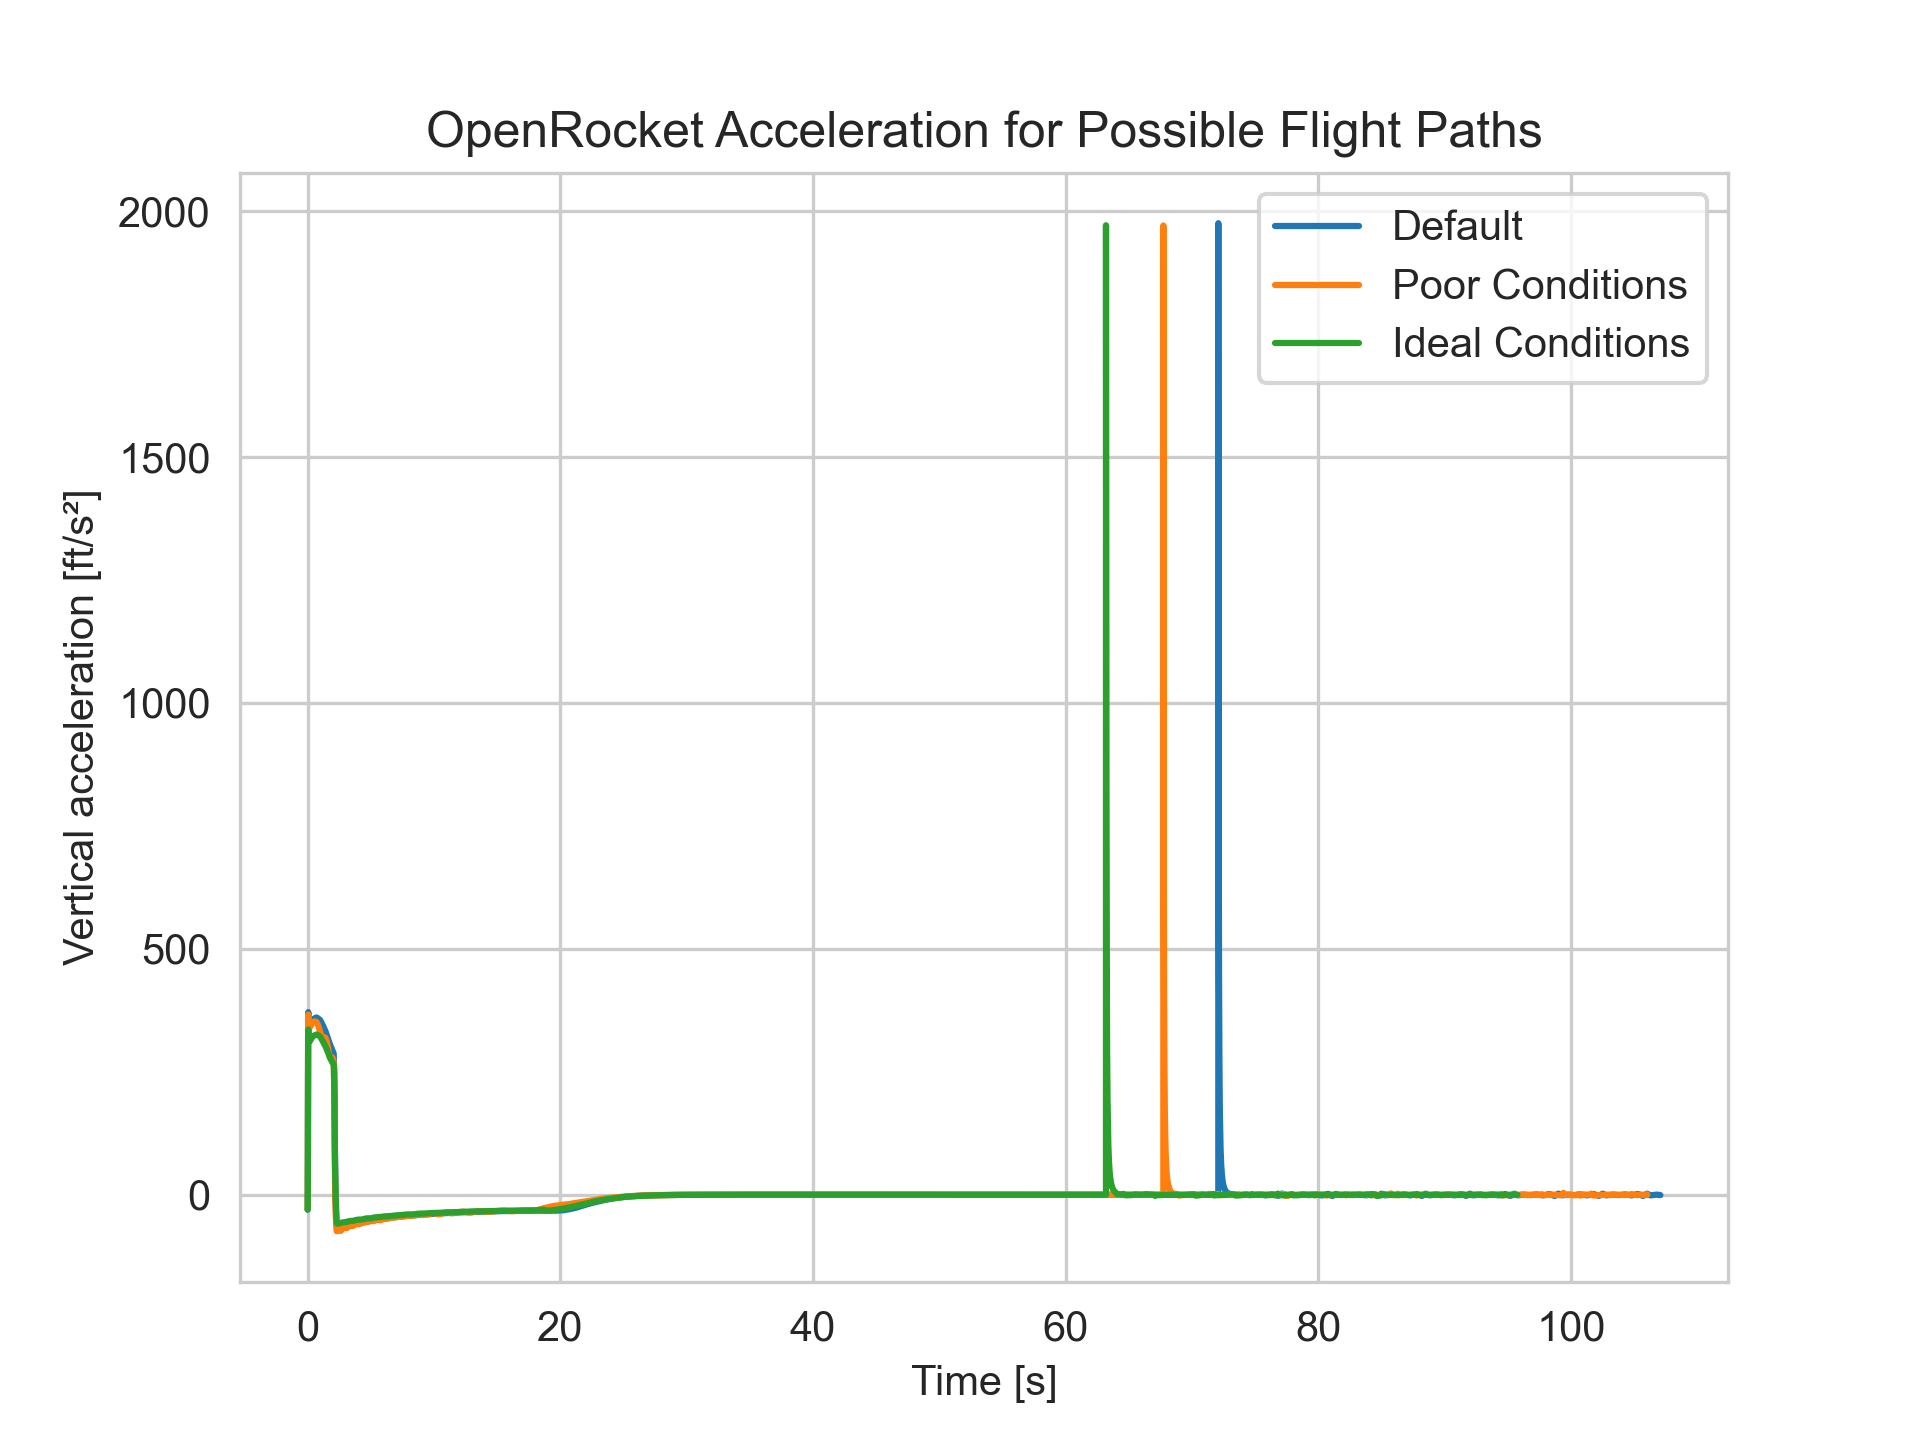 OpenRocket Acceleration for Possible Flight Paths
2000
1500
1000
500
0
Vertical acceleration [ft/s²]
Default
Poor Conditions
Ideal Conditions
0 20 40 60 80 100
Time [s]